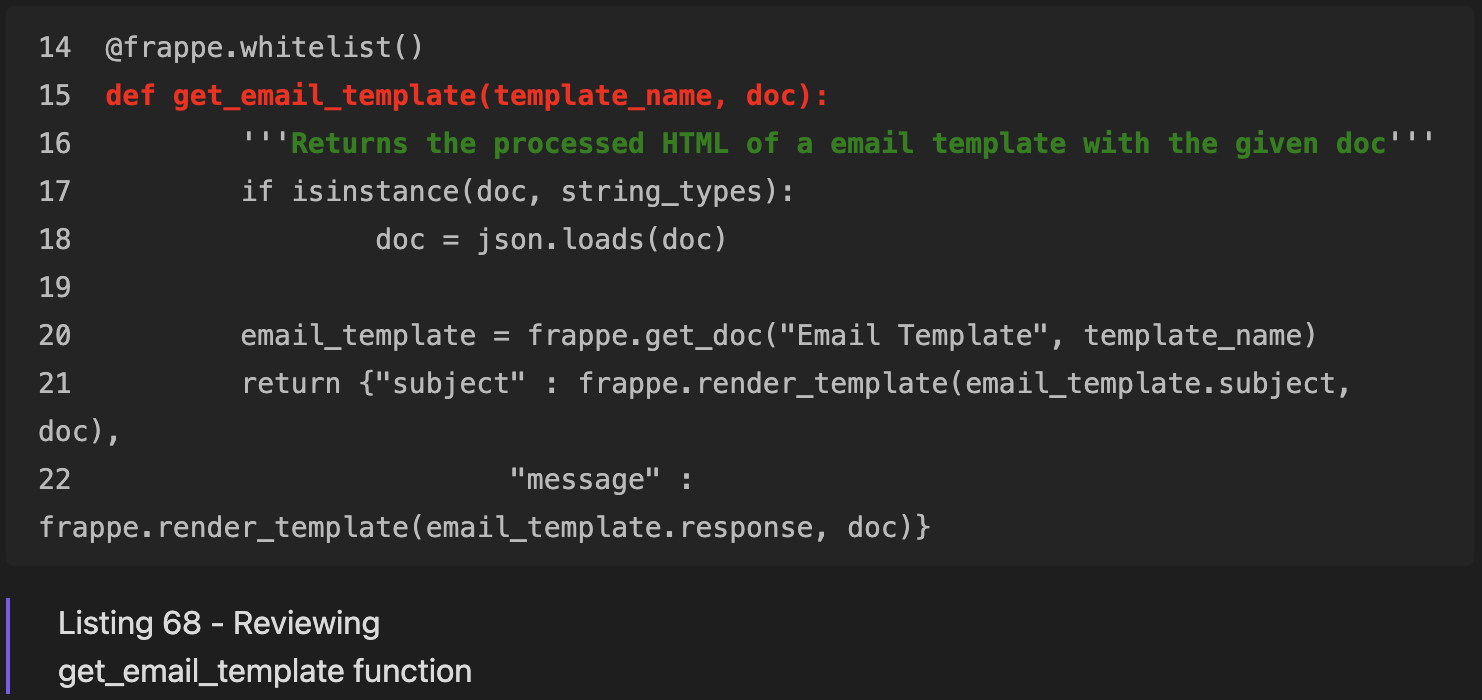 14  @frappe.whitelist()
15  def get_email_template(template_name, doc):
16          '''Returns the processed HTML of a email template with the given doc'''
17          if isinstance(doc, string_types):
18                  doc = json.loads(doc)
19
20          email_template = frappe.get_doc("Email Template", template_name)
21          return {"subject" : frappe.render_template(email_template.subject,
doc),
22                          "message" :
frappe.render_template(email_template.response, doc)}
Listing 68 - Reviewing
get_email_template function